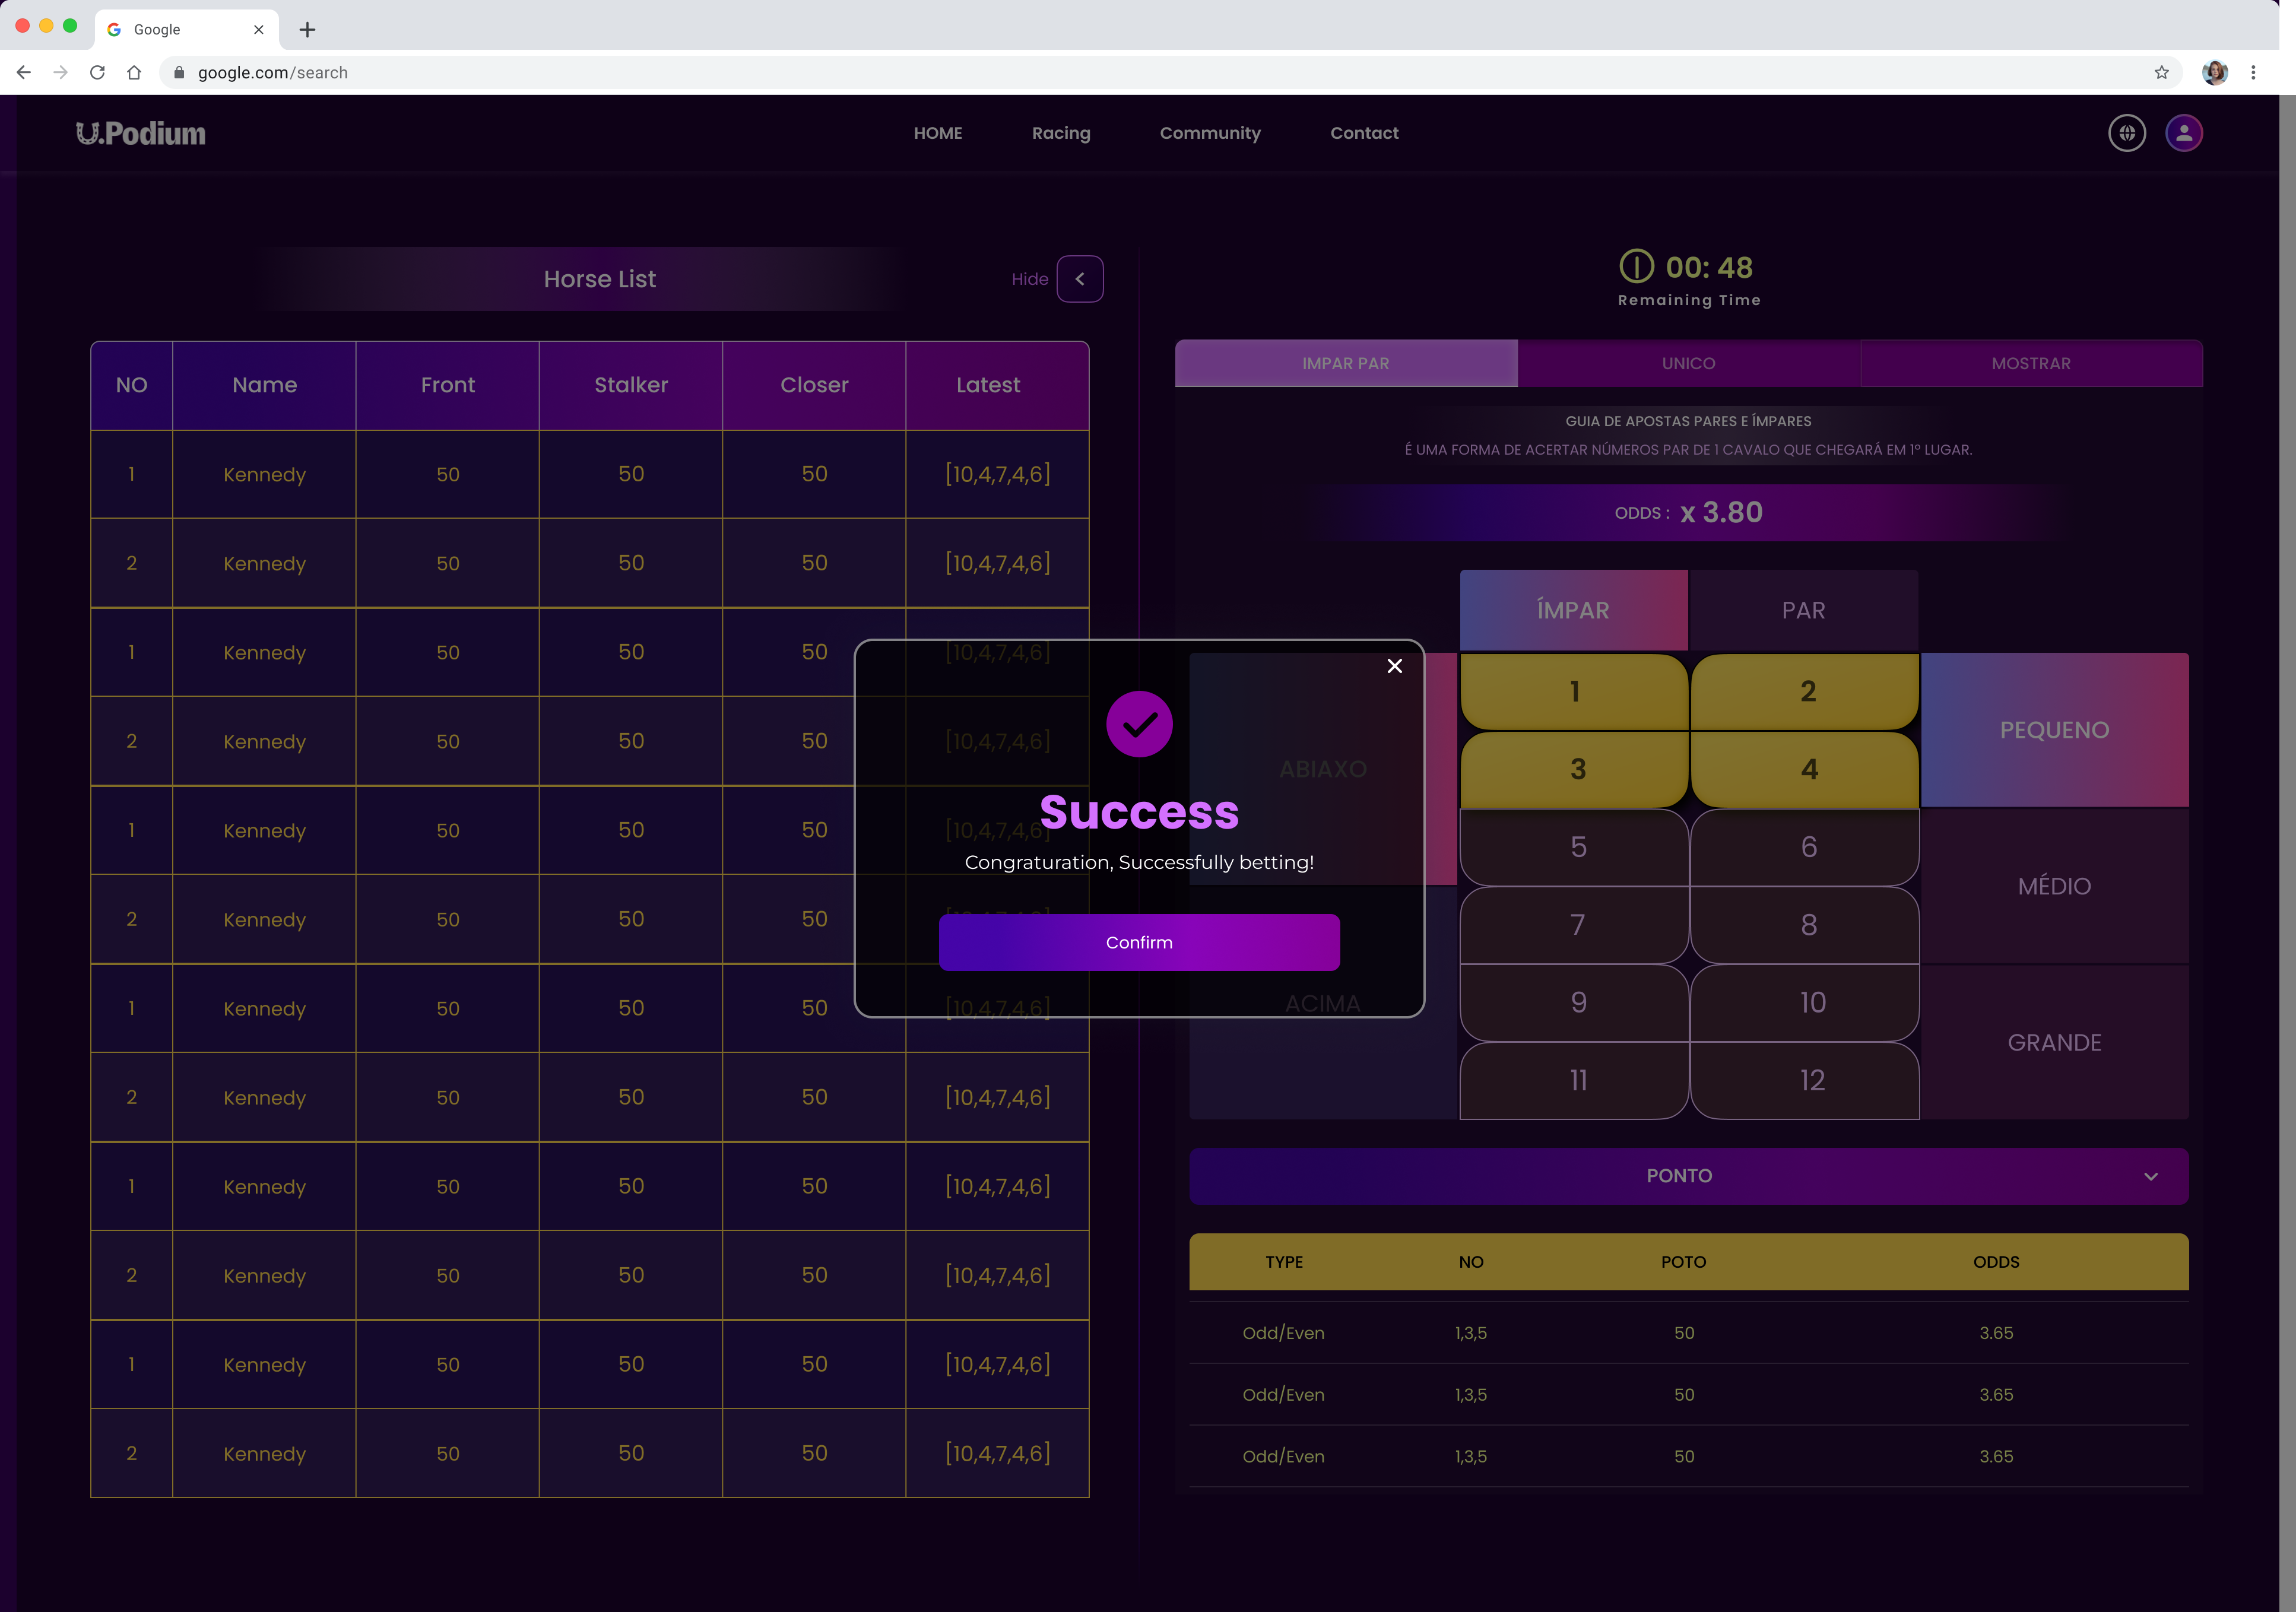 Google
google.com/search
U.Podium
HOME Racing Community Contact
Horse List
Hide
NO Name Front Stalker Closer Latest
1 Kennedy 50 50 50 [10,4,7,4,6]
2 Kennedy 50 50 50 [10,4,7,4,6]
1 Kennedy 50 50 50 [10,4,7,4,6]
2 Kennedy 50 50 50 [10,4,7,4,6]
1 Kennedy 50 50 50 [10,4,7,4,6]
2 Kennedy 50 50 50 [10,4,7,4,6]
1 Kennedy 50 50 50 [10,4,7,4,6]
2 Kennedy 50 50 50 [10,4,7,4,6]
1 Kennedy 50 50 50 [10,4,7,4,6]
2 Kennedy 50 50 50 [10,4,7,4,6]
1 Kennedy 50 50 50 [10,4,7,4,6]
2 Kennedy 50 50 50 [10,4,7,4,6]
00: 48
Remaining Time
IMPAR PAR UNICO MOSTRAR
GUIA DE APOSTAS PARES E ÍMPARES
É UMA FORMA DE ACERTAR NÚMEROS PAR DE 1 CAVALO QUE CHEGARÁ EM 1º LUGAR.
ODDS : x 3.80
ÍMPAR PAR
1 2
3 4
5 6
7 8
9 10
11 12
ABIAXO
ACIMA
PEQUENO
MÉDIO
GRANDE
PONTO
TYPE NO POTO ODDS
Odd/Even 1,3,5 50 3.65
Odd/Even 1,3,5 50 3.65
Odd/Even 1,3,5 50 3.65
Success
Congraturation, Successfully betting!
Confirm